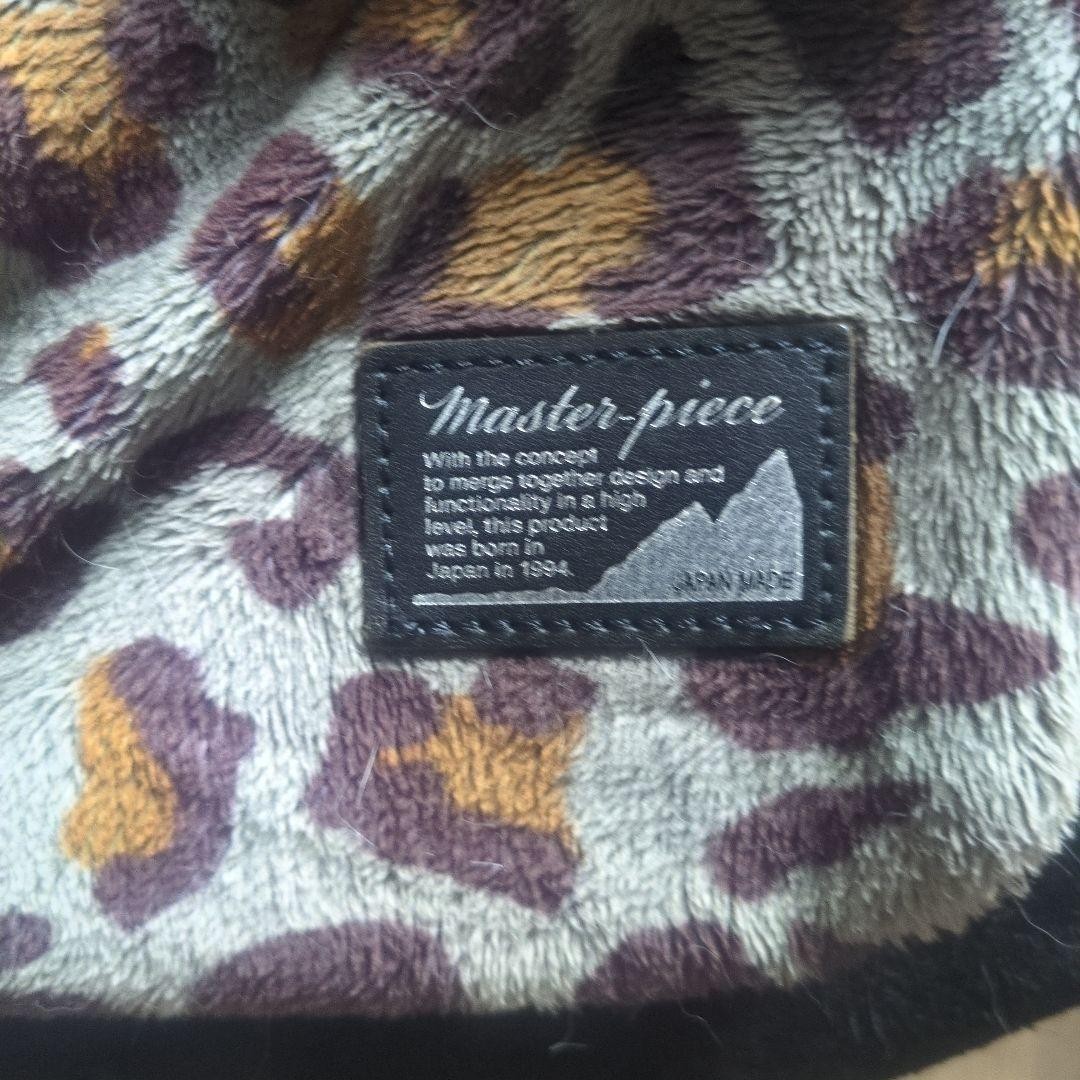 Master-piece
With the concept
to merge together design and
functionality in a high
level, this product
was born in
Japan in 1994.
JAPAN MADE